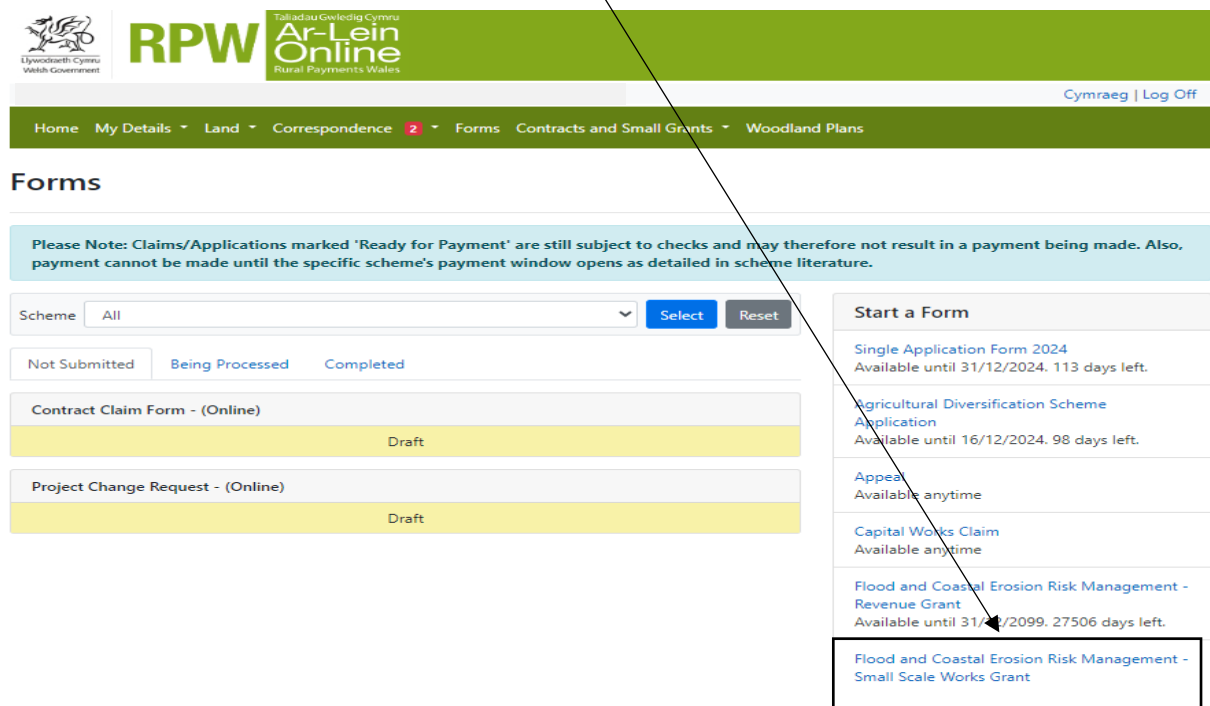 Llywodraeth Cymru
Welsh Government
RPW
Taliadau Gwledig Cymru
Ar-Lein
Online
Rural Payments Wales
Cymraeg | Log Off
Home My Details Land Correspondence 2 Forms Contracts and Small Grants Woodland Plans
Forms
Please Note: Claims/Applications marked 'Ready for Payment' are still subject to checks and may therefore not result in a payment being made. Also,
payment cannot be made until the specific scheme's payment window opens as detailed in scheme literature.
Scheme All Select Reset
Not Submitted Being Processed Completed
Contract Claim Form - (Online)
Draft
Project Change Request - (Online)
Draft
Start a Form
Single Application Form 2024
Available until 31/12/2024. 113 days left.
Agricultural Diversification Scheme
Application
Available until 16/12/2024. 98 days left.
Appeal
Available anytime
Capital Works Claim
Available anytime
Flood and Coastal Erosion Risk Management -
Revenue Grant
Available until 31/12/2099. 27506 days left.
Flood and Coastal Erosion Risk Management -
Small Scale Works Grant